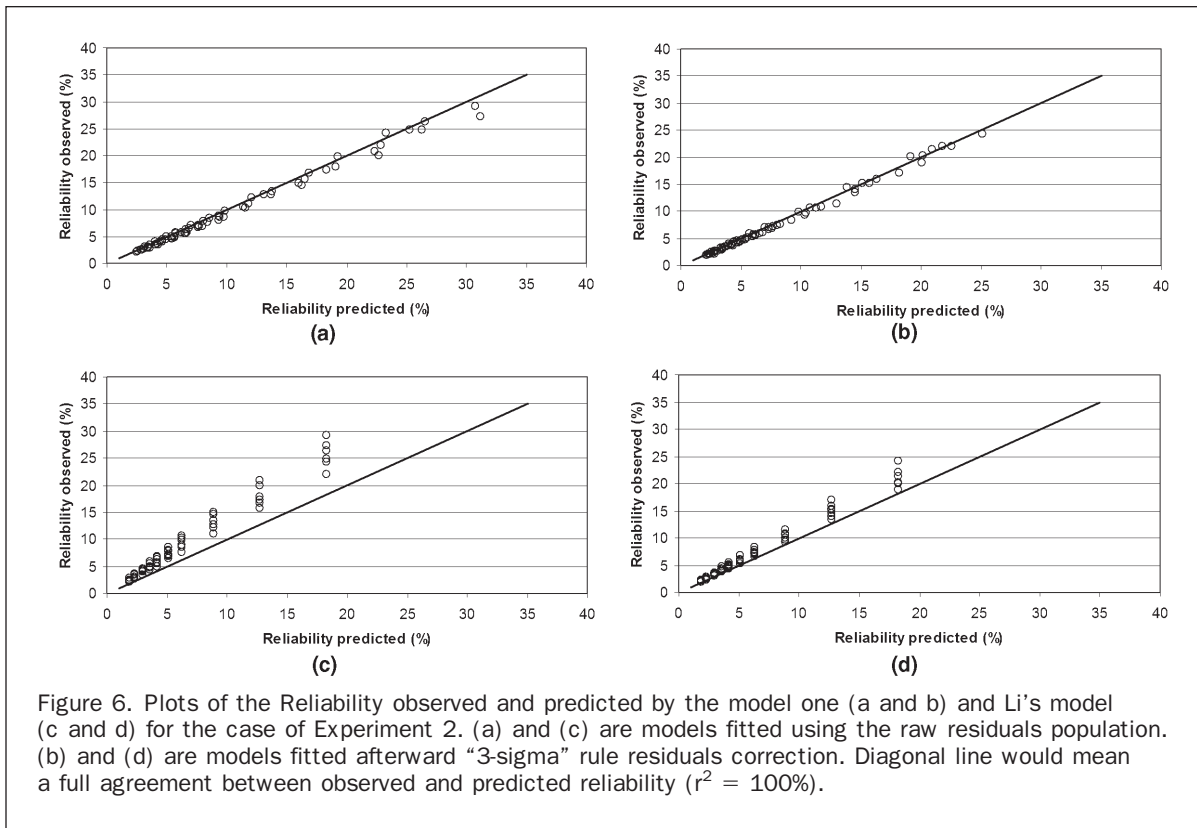 40
35
30
25
20
15
10
5
0
Reliability observed (%)
0 5 10 15 20 25 30 35 40
Reliability predicted (%)
(a)
40
35
30
25
20
15
10
5
0
Reliability observed (%)
0 5 10 15 20 25 30 35 40
Reliability predicted (%)
(b)
40
35
30
25
20
15
10
5
0
Reliability observed (%)
0 5 10 15 20 25 30 35 40
Reliability predicted (%)
(c)
40
35
30
25
20
15
10
5
0
Reliability observed (%)
0 5 10 15 20 25 30 35 40
Reliability predicted (%)
(d)
Figure 6. Plots of the Reliability observed and predicted by the model one (a and b) and Li's model
(c and d) for the case of Experiment 2. (a) and (c) are models fitted using the raw residuals population.
(b) and (d) are models fitted afterward “3-sigma” rule residuals correction. Diagonal line would mean
a full agreement between observed and predicted reliability (r² = 100%).